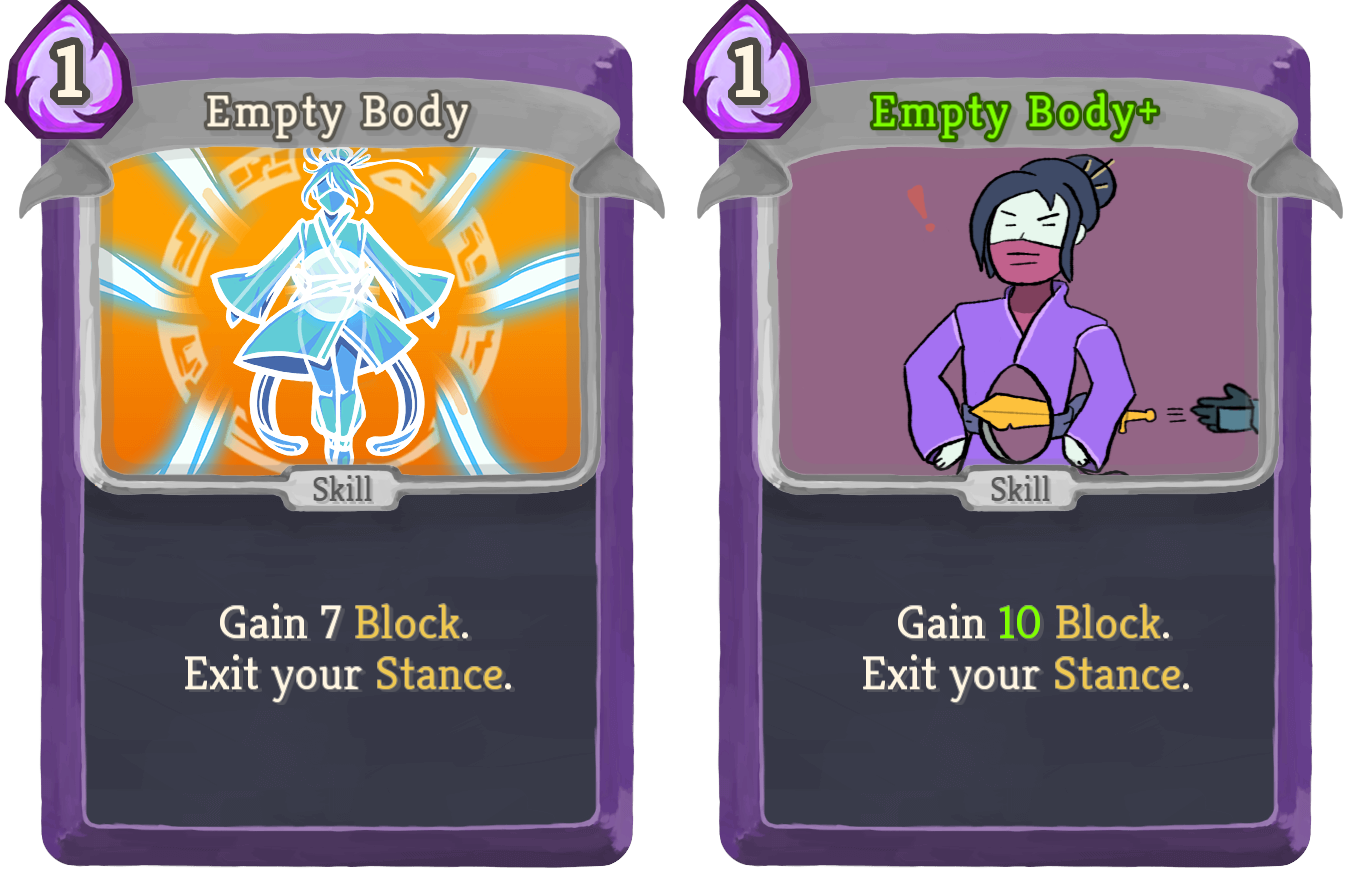 1
Empty Body
Skill
Gain 7 Block.
Exit your Stance.
1
Empty Body+
!
Skill
Gain 10 Block.
Exit your Stance.